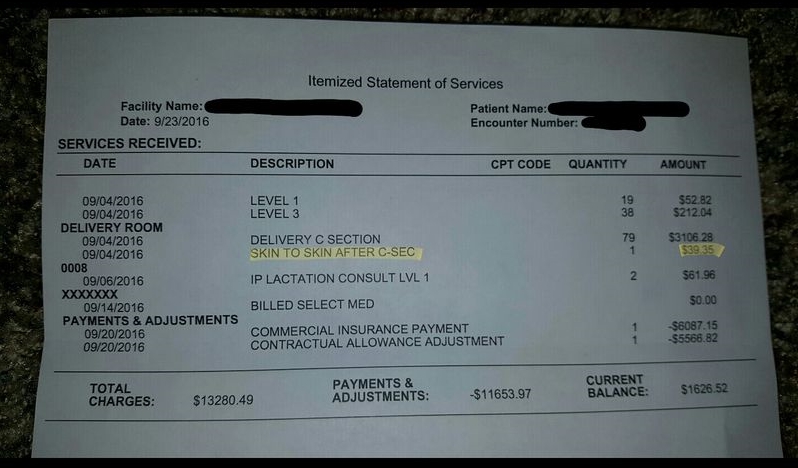 Itemized Statement of Services
Facility Name: Patient Name:
Date: 9/23/2016 Encounter Number:
SERVICES RECEIVED:
DATE DESCRIPTION CPT CODE QUANTITY AMOUNT
09/04/2016 LEVEL 1 19 $52.82
09/04/2016 LEVEL 3 38 $212.04
DELIVERY ROOM
09/04/2016 DELIVERY C SECTION 79 $3106.28
09/04/2016 SKIN TO SKIN AFTER C-SEC 1 $39.35
0008
09/06/2016 IP LACTATION CONSULT LVL 1 2 $61.96
XXXXXXX
09/14/2016 BILLED SELECT MED $0.00
PAYMENTS & ADJUSTMENTS
09/20/2016 COMMERCIAL INSURANCE PAYMENT 1 -$6087.15
09/20/2016 CONTRACTUAL ALLOWANCE ADJUSTMENT 1 -$5566.82
TOTAL CHARGES: $13280.49 PAYMENTS & ADJUSTMENTS: -$11653.97 CURRENT BALANCE: $1626.52